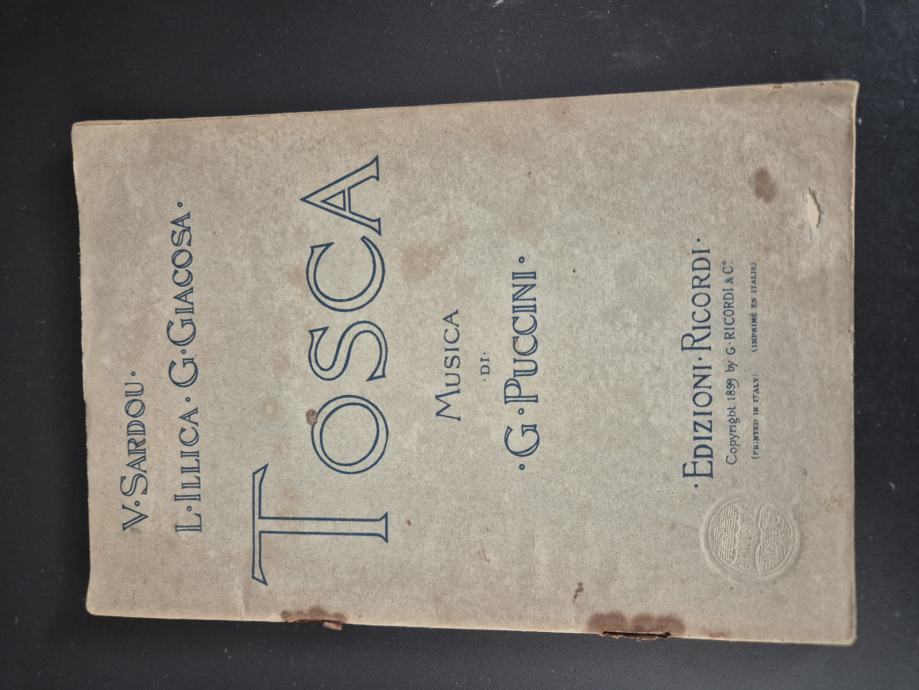 V·SARDOU·
L·ILLICA·G·GIACOSA·
TOSCA
MUSICA
·DI·
·G·PUCCINI·
·EDIZIONI·RICORDI·
Copyright 1899 by G·RICORDI & Cº
(PRINTED IN ITALY) (IMPRIMÉ EN ITALIE)